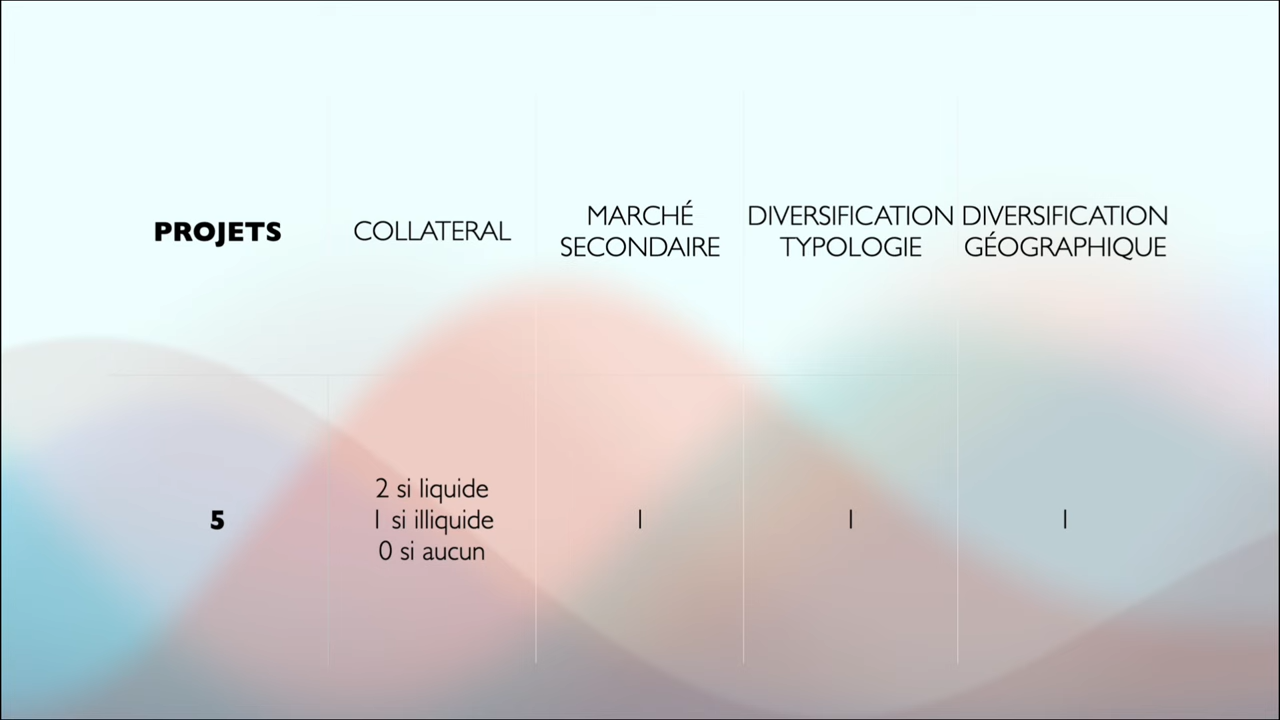 PROJETS
COLLATERAL
MARCHÉ
SECONDAIRE
DIVERSIFICATION
TYPOLOGIE
DIVERSIFICATION
GÉOGRAPHIQUE
5
2 si liquide
1 si illiquide
0 si aucun
1
1
1